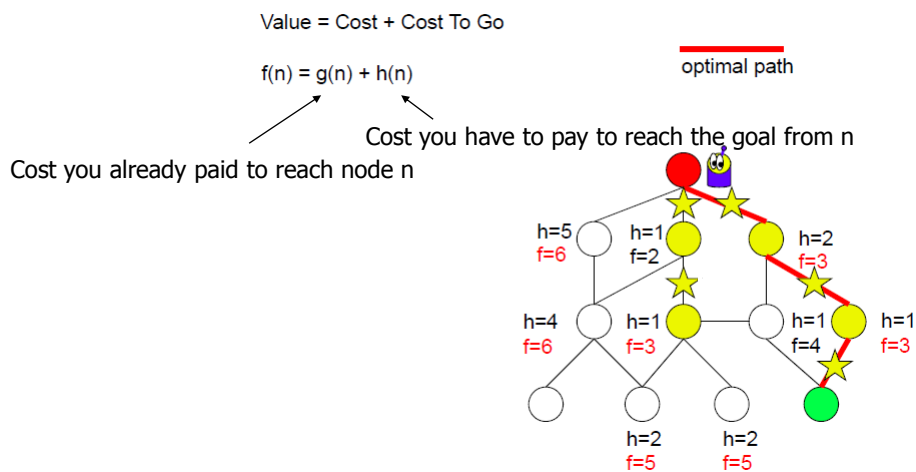 Value = Cost + Cost To Go
f(n) = g(n) + h(n)
optimal path
Cost you have to pay to reach the goal from n
Cost you already paid to reach node n
h=5
f=6
h=1
f=2
h=2
f=3
h=4
f=6
h=1
f=3
h=1
f=4
h=1
f=3
h=2
f=5
h=2
f=5